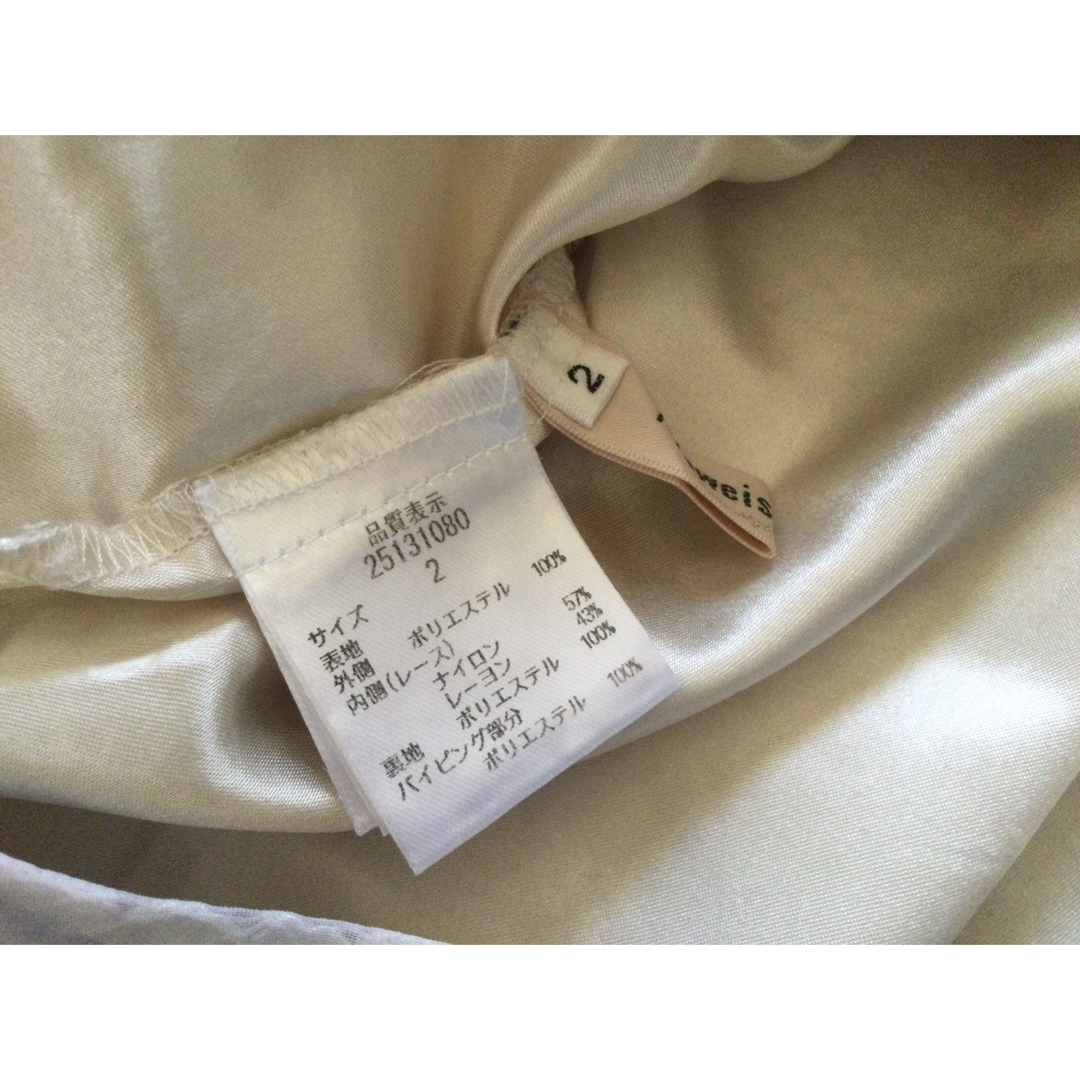 品質表示
25131080
サイズ 2
表地
外側 ポリエステル 100%
内側(レース) ナイロン 57%
レーヨン 43%
裏地 ポリエステル 100%
パイピング部分
ポリエステル 100%
2